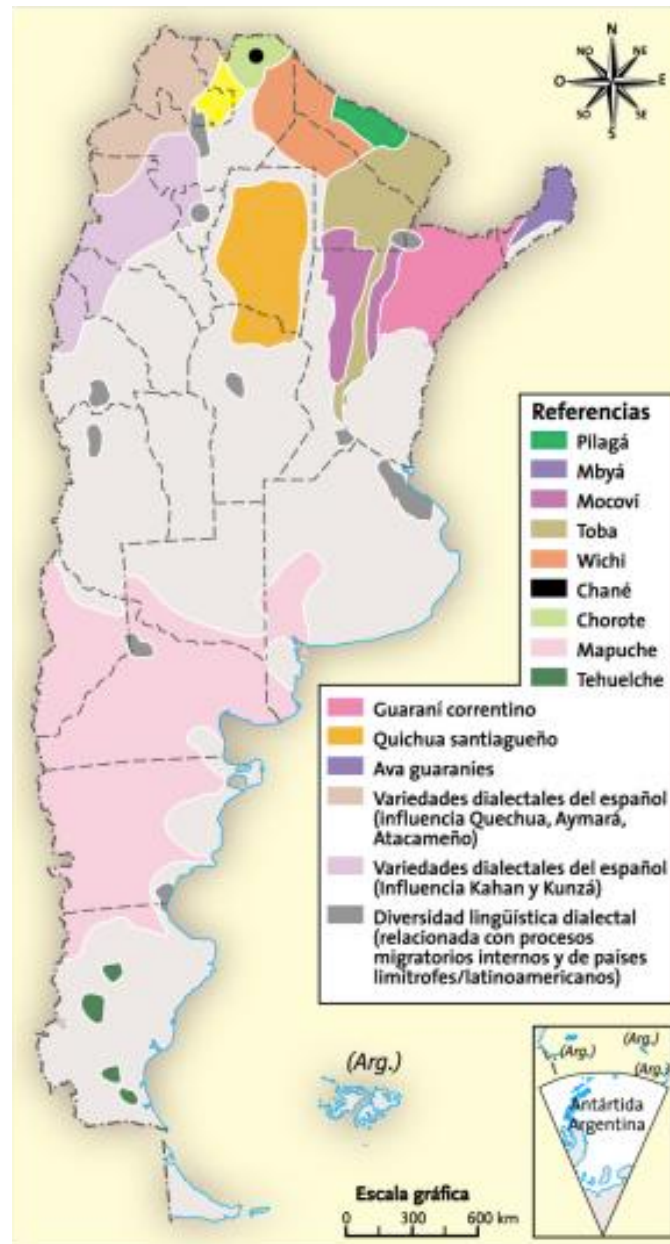 N
NO
NE
O
E
SO
SE
S
Referencias
Pilagá
Mbyá
Mocoví
Toba
Wichi
Chané
Chorote
Mapuche
Tehuelche
Guaraní correntino
Quichua santiagueño
Ava guaraníes
Variedades dialectales del español
(influencia Quechua, Aymará,
Atacameño)
Variedades dialectales del español
(Influencia Kahan y Kunzá)
Diversidad lingüística dialectal
(relacionada con procesos
migratorios internos y de países
limítrofes/latinoamericanos)
(Arg.)
(Arg.)
(Arg.)
(Arg.)
Antártida
Argentina
Escala gráfica
0 300 600 km